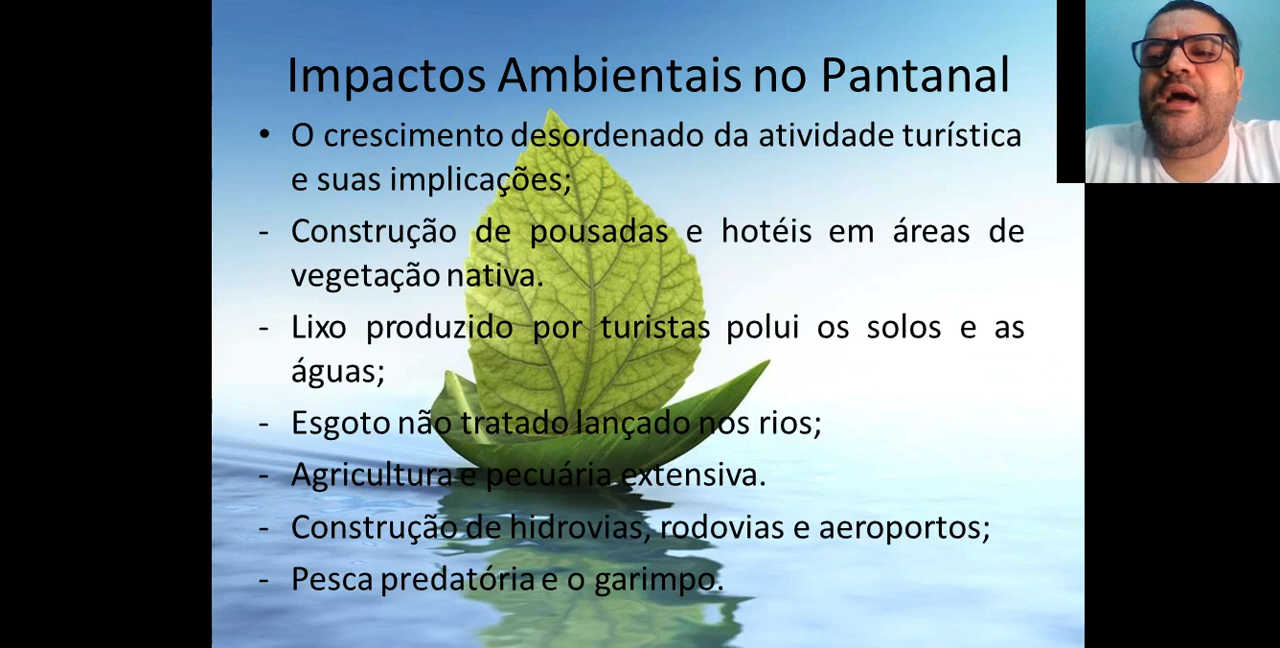 Impactos Ambientais no Pantanal
• O crescimento desordenado da atividade turística
e suas implicações;
- Construção de pousadas e hotéis em áreas de
vegetação nativa.
- Lixo produzido por turistas polui os solos e as
águas;
- Esgoto não tratado lançado nos rios;
- Agricultura e pecuária extensiva.
- Construção de hidrovias, rodovias e aeroportos;
- Pesca predatória e o garimpo.